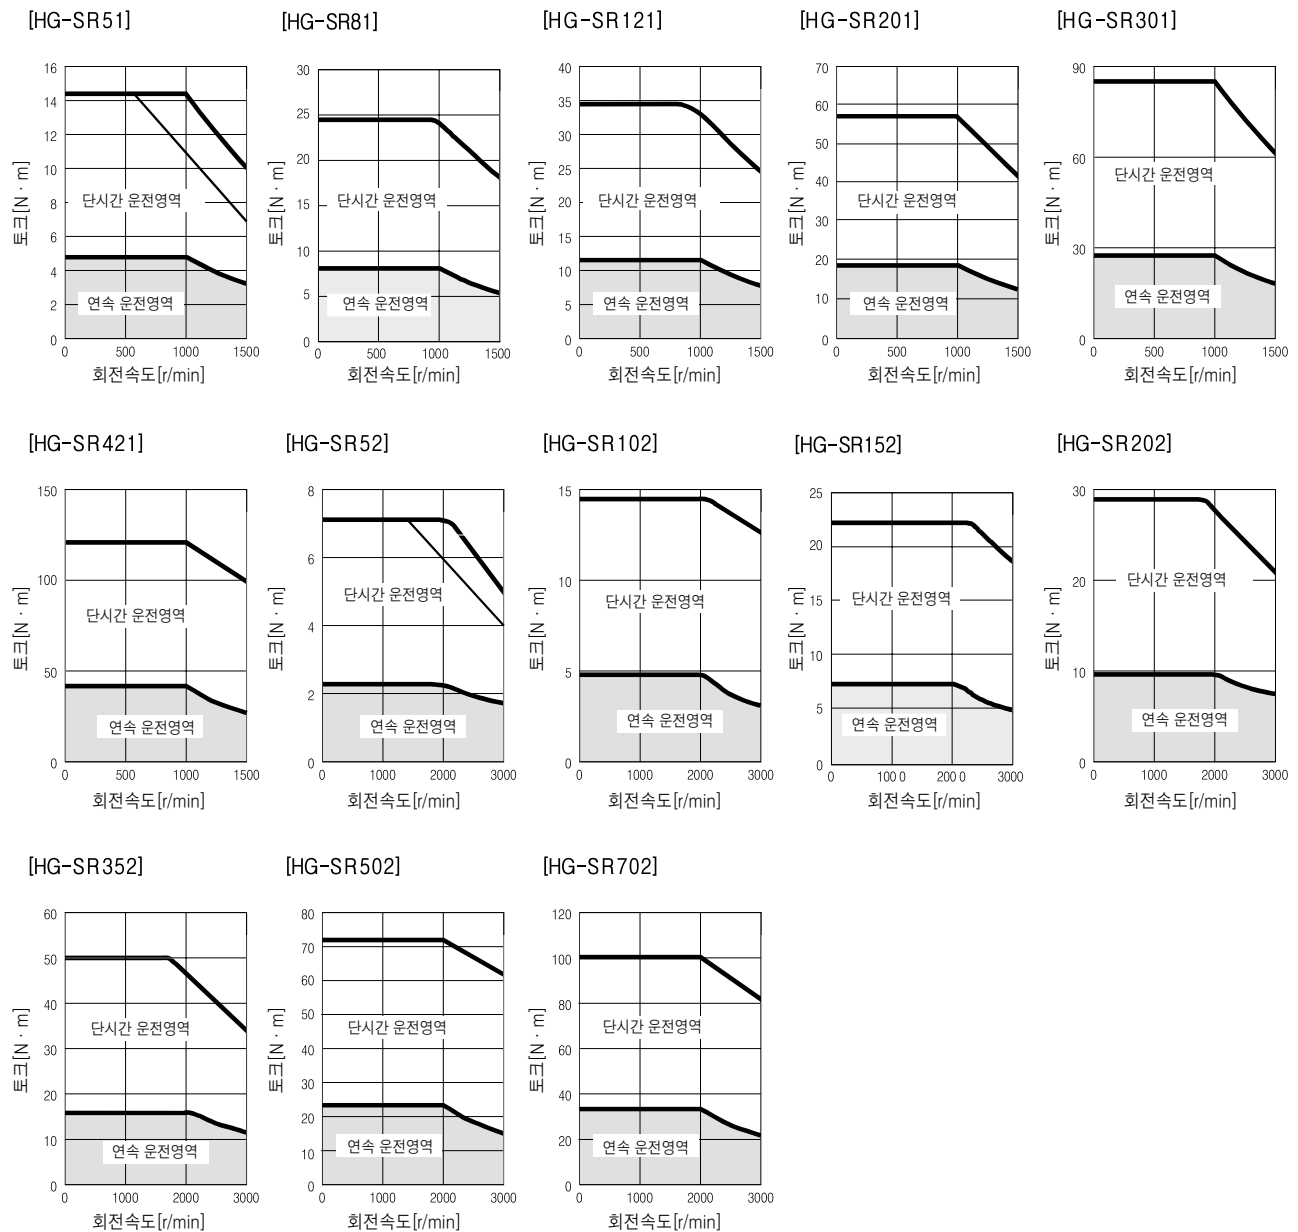 [HG-SR51]
16
14
12
10
8
6
4
2
0
토크[N · m]
단시간 운전영역
연속 운전영역
0 500 1000 1500
회전속도[r/min]
[HG-SR81]
30
25
20
15
10
5
0
토크[N · m]
단시간 운전영역
연속 운전영역
0 500 1000 1500
회전속도[r/min]
[HG-SR121]
40
35
30
25
20
15
10
5
0
토크[N · m]
단시간 운전영역
연속 운전영역
0 500 1000 1500
회전속도[r/min]
[HG-SR201]
70
60
50
40
30
20
10
0
토크[N · m]
단시간 운전영역
연속 운전영역
0 500 1000 1500
회전속도[r/min]
[HG-SR301]
90
60
30
0
토크[N · m]
단시간 운전영역
연속 운전영역
0 500 1000 1500
회전속도[r/min]
[HG-SR421]
150
100
50
0
토크[N · m]
단시간 운전영역
연속 운전영역
0 500 1000 1500
회전속도[r/min]
[HG-SR52]
8
6
4
2
0
토크[N · m]
단시간 운전영역
연속 운전영역
0 1000 2000 3000
회전속도[r/min]
[HG-SR102]
15
10
5
0
토크[N · m]
단시간 운전영역
연속 운전영역
0 1000 2000 3000
회전속도[r/min]
[HG-SR152]
25
20
15
10
5
0
토크[N · m]
단시간 운전영역
연속 운전영역
0 100 0 200 0 3000
회전속도[r/min]
[HG-SR202]
30
20
10
0
토크[N · m]
단시간 운전영역
연속 운전영역
0 1000 2000 3000
회전속도[r/min]
[HG-SR352]
60
50
40
30
20
10
0
토크[N · m]
단시간 운전영역
연속 운전영역
0 1000 2000 3000
회전속도[r/min]
[HG-SR502]
80
70
60
50
40
30
20
10
0
토크[N · m]
단시간 운전영역
연속 운전영역
0 1000 2000 3000
회전속도[r/min]
[HG-SR702]
120
100
80
60
40
20
0
토크[N · m]
단시간 운전영역
연속 운전영역
0 1000 2000 3000
회전속도[r/min]